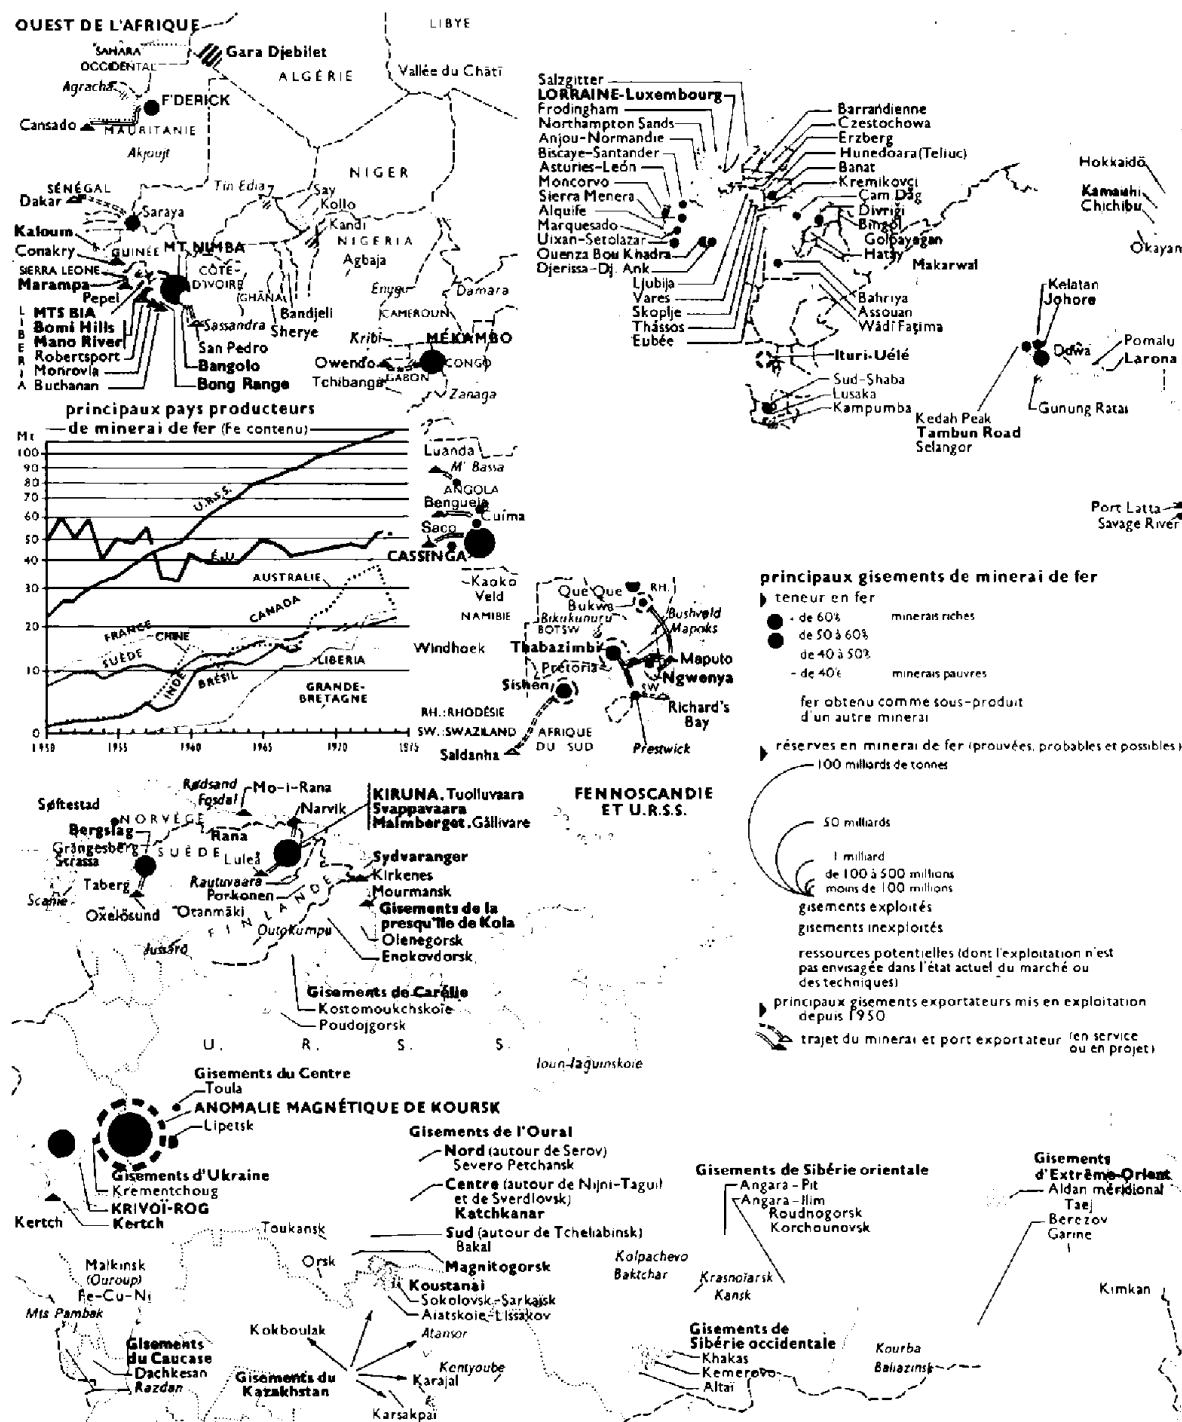 OUEST DE L'AFRIQUE
LIBYE
SAHARA
OCCIDENTAL
Gara Djebilet
ALGÉRIE
Vallée du Châtî
Agracha
F'DERICK
Cansado
MAURITANIE
Akjoujt
NIGER
SÉNÉGAL
Dakar
Tin Edia
Say
Kollo
Saraya
Kandi
Kaloum
NIGERIA
Conakry
GUINÉE
MT. NIMBA
Agbaja
SIERRA LEONE
CÔTE-
D'IVOIRE
Marampa
Pepel
GHANA
Enugu
Damara
LIBERIA
MTS BIA
Bomi Hills
Mano River
Robertsport
Monrovia
Buchanan
Sassandra
Bandjeli
Sherye
CAMEROUN
Kribi
San Pedro
MÉKAMBO
Bangolo
Owendo
GABON
CONGO
Bong Range
Tchibanga
Zanaga
Salzgitter
LORRAINE-Luxembourg
Frodingham
Northampton Sands
Anjou-Normandie
Biscaye-Santander
Asturies-León
Moncorvo
Sierra Menera
Alquife
Marquesado
Uixan-Setolazar
Ouenza Bou Khadra
Djerissa-Dj. Ank
Ljubija
Vares
Skoplje
Thássos
Eubée
Barrandienne
Czestochowa
Erzberg
Hunedoara (Teliuc)
Banat
Kremikovci
Cam Dağ
Divriği
Bingöl
Golpayegan
Hatay
Makarwal
Bahriya
Assouan
Wâdî Faṭima
Ituri-Uélé
Sud-Shaba
Lusaka
Kampumba
Hokkaidō
Kamaishi
Chichibu
Okayam
Kelatan
Johore
Pomalu
Larona
Gunung Ratai
Kedah Peak
Tambun Road
Selangor
Port Latta
Savage River
principaux pays producteurs
de minerai de fer (Fe contenu)
Mt
100
90
80
70
60
50
40
30
20
10
0
U.R.S.S.
É.-U.
AUSTRALIE
CANADA
FRANCE
CHINE
SUÈDE
INDE
BRÉSIL
LIBERIA
GRANDE-
BRETAGNE
1950
1955
1960
1965
1970
1975
Luanda
M' Bassa
ANGOLA
Benguela
Cuíma
Saco
CASSINGA
Kaoko
Veld
NAMIBIE
Windhoek
Que Que
RH.
Bukwa
Bikukunuru
BOTSW
Bushveld
Mapoks
Thabazimbi
Pretoria
Maputo
Ngwenya
Sishen
SW
Richard's
Bay
RH.: RHODÉSIE
SW.: SWAZILAND
AFRIQUE
DU SUD
Prestwick
Saldanha
principaux gisements de minerai de fer
teneur en fer
+ de 60%
minerais riches
de 50 à 60%
de 40 à 50%
- de 40%
minerais pauvres
fer obtenu comme sous-produit
d'un autre minerai
réserves en minerai de fer (prouvées, probables et possibles)
100 milliards de tonnes
50 milliards
1 milliard
de 100 à 500 millions
moins de 100 millions
gisements exploités
gisements inexploités
ressources potentielles (dont l'exploitation n'est
pas envisagée dans l'état actuel du marché ou
des techniques)
principaux gisements exportateurs mis en exploitation
depuis 1950
trajet du minerai et port exportateur (en service
ou en projet)
FENNOSCANDIE
ET U.R.S.S.
Rødsand
Fosdal
Mo-i-Rana
Søftestad
NORVÈGE
Narvik
KIRUNA. Tuolluvaara
Svappavaara
Malmberget. Gällivare
Bergslag
Rana
Grängesberg
Strassa
SUÈDE
Luleå
Sydvaranger
Kirkenes
Mourmansk
Taberg
Rautuvaara
Porkonen
Scanie
Oxelösund
Otanmäki
FINLANDE
Gisements de la
presqu'île de Kola
Outokumpu
Olenegorsk
Enokovdorsk
Jussarö
Gisements de Carélie
Kostomoukchskoïe
Poudojgorsk
U. R. S. S.
Ioun-Iaguinskoie
Gisements du Centre
Toula
ANOMALIE MAGNÉTIQUE DE KOURSK
Lipetsk
Gisements d'Ukraine
Krementchoug
KRIVOÏ-ROG
Kertch
Kertch
Gisements de l'Oural
Nord (autour de Serov)
Severo Petchansk
Centre (autour de Nijni-Taguil
et de Sverdlovsk)
Katchkanar
Sud (autour de Tcheliabinsk)
Bakal
Magnitogorsk
Toukansk
Orsk
Koustanaï
Sokolovsk-Sarkaïsk
Aiatskoie-Lissakov
Malkinsk
(Ouroup)
Fe-Cu-Ni
Mts Pambak
Gisements
du Caucase
Dachkesan
Razdan
Kokboulak
Atansor
Kentyoube
Gisements du
Kazakhstan
Karajal
Karsakpaï
Gisements de Sibérie orientale
Angara-Pit
Angara-Ilim
Roudnogorsk
Korchounovsk
Kolpachevo
Baktchar
Krasnoïarsk
Kansk
Gisements de
Sibérie occidentale
Khakas
Kemerovo
Altaï
Gisements
d'Extrême-Orient
Aldan méridional
Taej
Berezov
Garine
Kimkan
Kourba
Baliazinsk